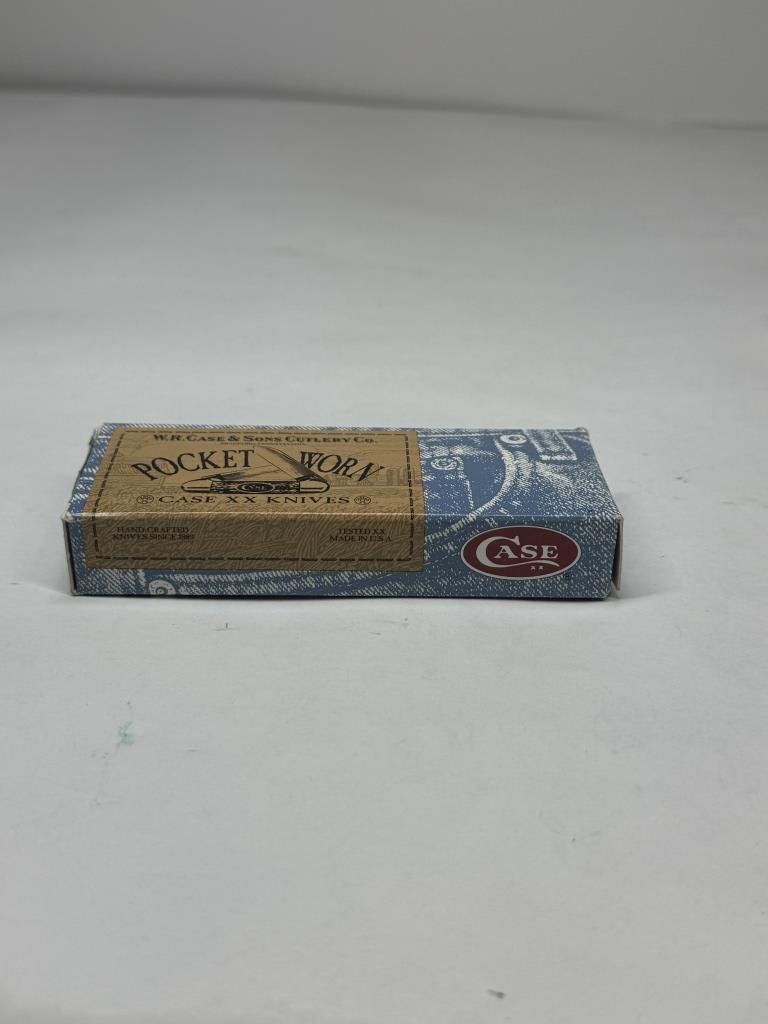 W.R. CASE & SONS CUTLERY CO.
POCKET WORN
CASE
CASE XX KNIVES
HAND CRAFTED
KNIVES SINCE 1889
TESTED XX
MADE IN U.S.A.
CASE
XX